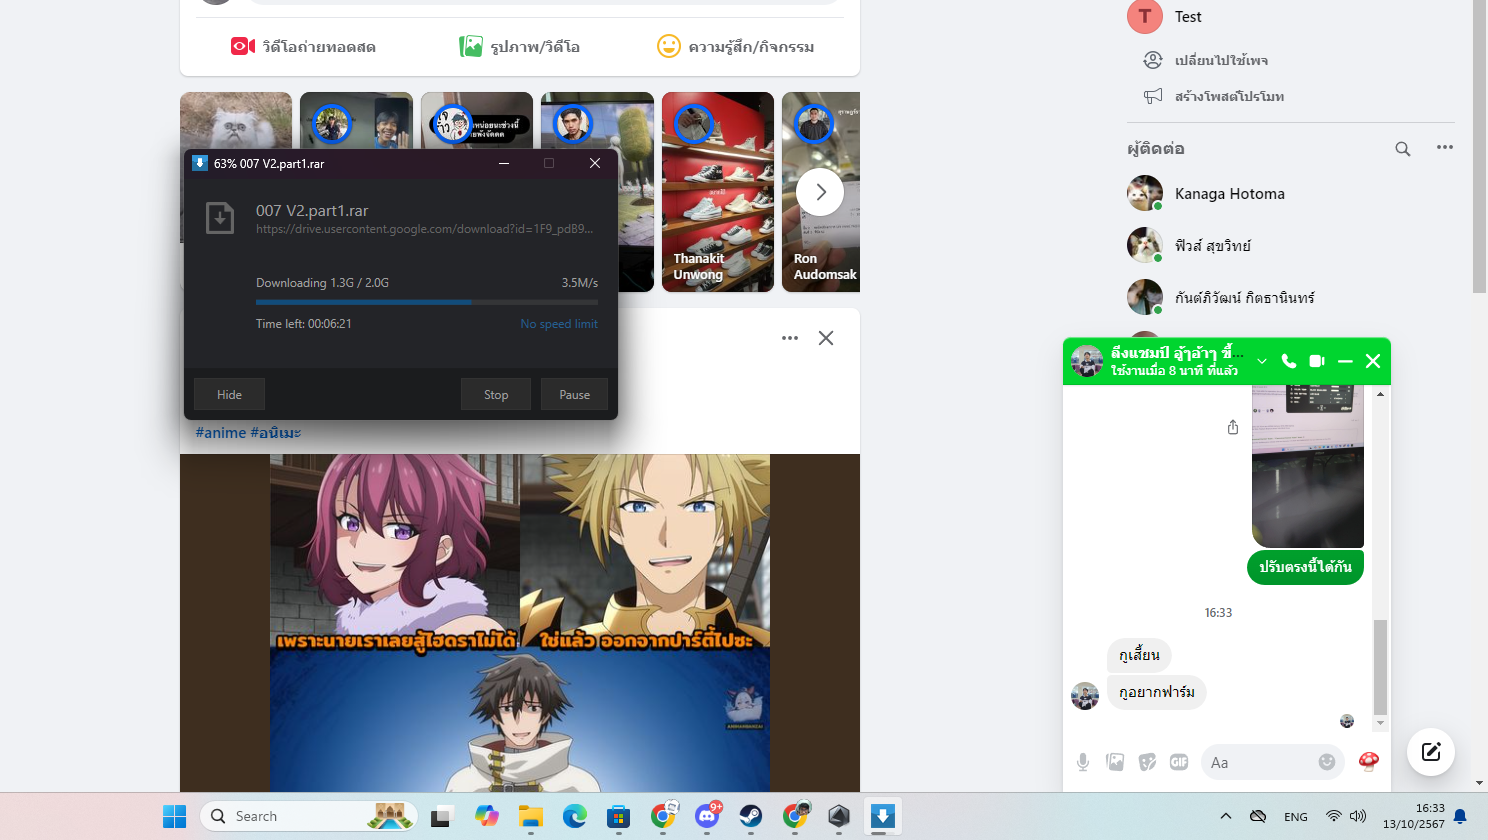 วิดีโอถ่ายทอดสด
รูปภาพ/วิดีโอ
ความรู้สึก/กิจกรรม
Thanakit
Unwong
Ron
Audomsak
63% 007 V2.part1.rar
007 V2.part1.rar
https://drive.usercontent.google.com/download?id=1F9_pdB9...
Downloading 1.3G / 2.0G
3.5M/s
Time left: 00:06:21
No speed limit
Hide
Stop
Pause
#anime #อนิเมะ
เพราะนายเราเลยสู้ไฮดราไม่ได้
ใช่แล้ว ออกจากปาร์ตี้ไปซะ
T
Test
เปลี่ยนไปใช้เพจ
สร้างโพสต์โปรโมท
ผู้ติดต่อ
Kanaga Hotoma
ฟิวส์ สุขวิทย์
กันต์ภิวัฒน์ กิตธานินทร์
ใช้งานเมื่อ 8 นาที ที่แล้ว
ปรับตรงนี้ได้กัน
16:33
กูเสี้ยน
กูอยากฟาร์ม
GIF
Aa
Search
9+
ENG
16:33
13/10/2567